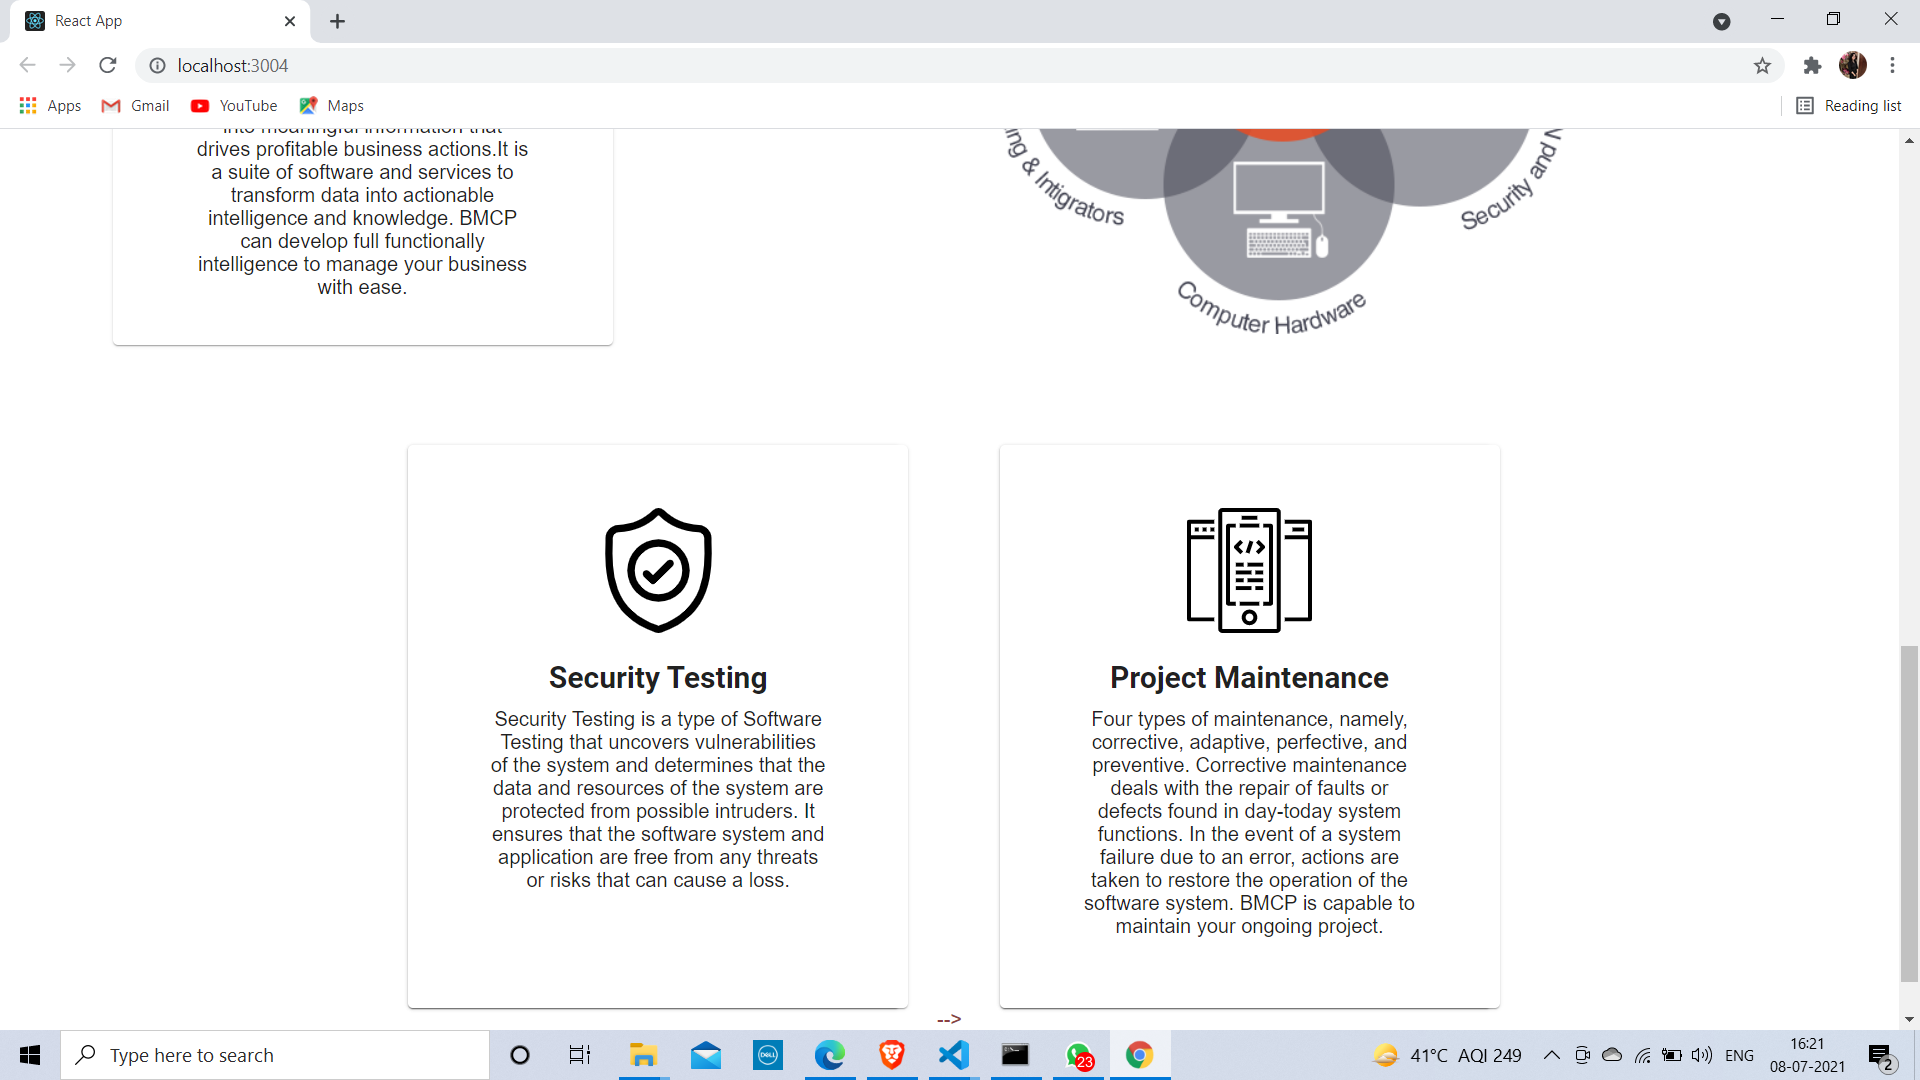 React App
localhost:3004
Apps Gmail YouTube Maps Reading list
into meaningful information that
drives profitable business actions.It is
a suite of software and services to
transform data into actionable
intelligence and knowledge. BMCP
can develop full functionally
intelligence to manage your business
with ease.
ing & Intigrators
Computer Hardware
Security and N
Security Testing
Security Testing is a type of Software
Testing that uncovers vulnerabilities
of the system and determines that the
data and resources of the system are
protected from possible intruders. It
ensures that the software system and
application are free from any threats
or risks that can cause a loss.
Project Maintenance
Four types of maintenance, namely,
corrective, adaptive, perfective, and
preventive. Corrective maintenance
deals with the repair of faults or
defects found in day-today system
functions. In the event of a system
failure due to an error, actions are
taken to restore the operation of the
software system. BMCP is capable to
maintain your ongoing project.
-->
Type here to search
DELL
23
41°C AQI 249
ENG
16:21
08-07-2021
2